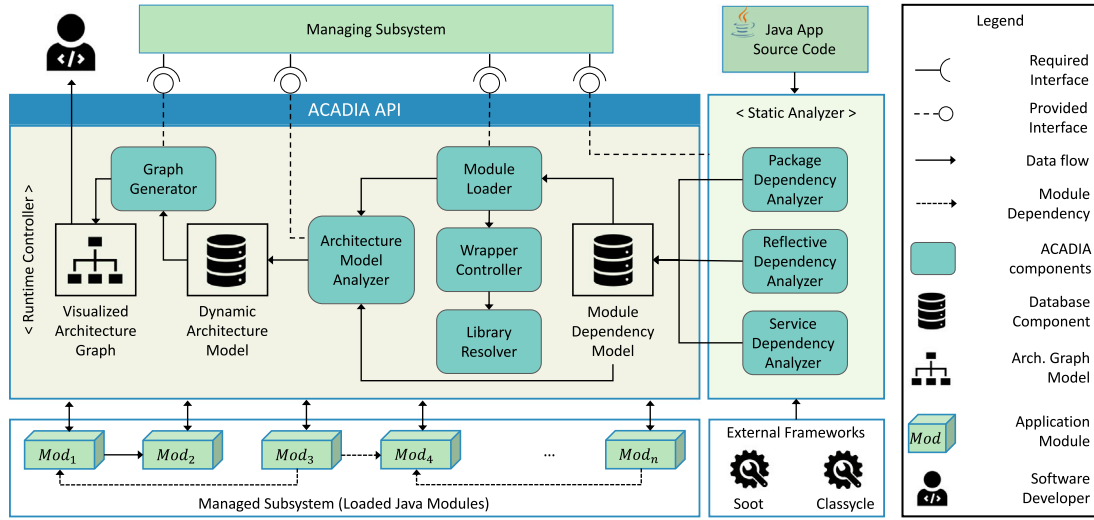 Managing Subsystem
Java App
Source Code
ACADIA API
< Static Analyzer >
< Runtime Controller >
Graph
Generator
Module
Loader
Package
Dependency
Analyzer
Architecture
Model
Analyzer
Wrapper
Controller
Reflective
Dependency
Analyzer
Library
Resolver
Service
Dependency
Analyzer
Visualized
Architecture
Graph
Dynamic
Architecture
Model
Module
Dependency
Model
Mod1
Mod2
Mod3
Mod4
...
Modn
Managed Subsystem (Loaded Java Modules)
External Frameworks
Soot
Classycle
Legend
Required
Interface
Provided
Interface
Data flow
Module
Dependency
ACADIA
components
Database
Component
Arch. Graph
Model
Mod
Application
Module
Software
Developer